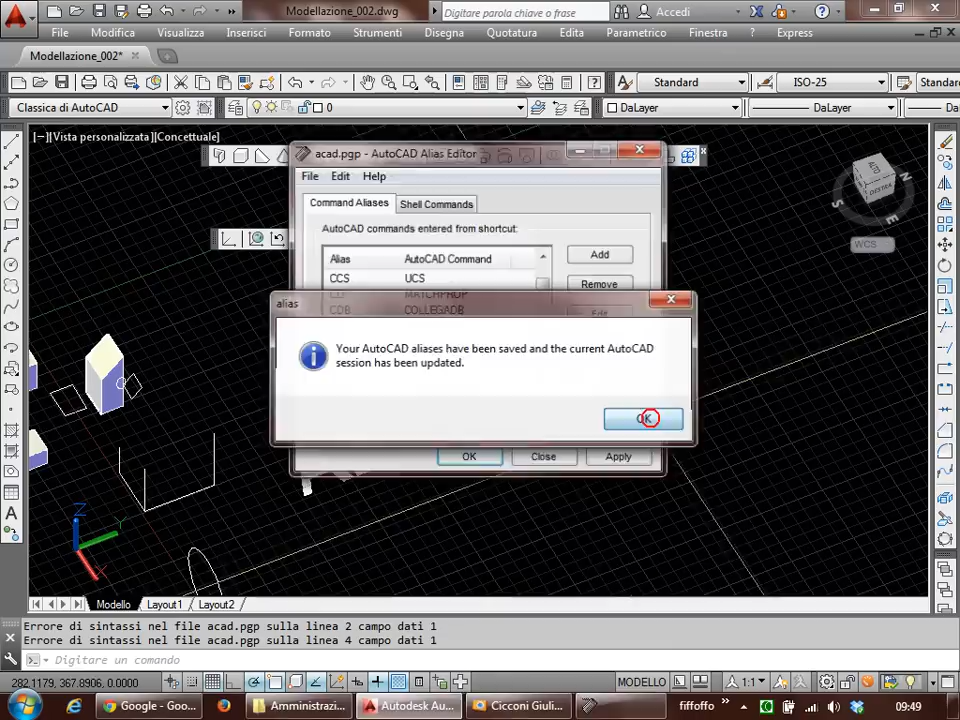 Modellazione_002.dwg
Digitare parola chiave o frase
Accedi
File Modifica Visualizza Inserisci Formato Strumenti Disegna Quotatura Edita Parametrico Finestra ? Express
Modellazione_002*
Standard
ISO-25
Standard
Classica di AutoCAD
0
DaLayer
DaLayer
[−][Vista personalizzata][Concettuale]
acad.pgp - AutoCAD Alias Editor
File Edit Help
Command Aliases
Shell Commands
AutoCAD commands entered from shortcut:
Alias AutoCAD Command
Add
CCS UCS
Remove
MATCHPROP
CDB COLLEGADB
Edit
N
S
E
WCS
alias
Your AutoCAD aliases have been saved and the current AutoCAD
session has been updated.
OK
OK
Close
Apply
Z
Y
X
Modello
Layout1
Layout2
Errore di sintassi nel file acad.pgp sulla linea 2 campo dati 1
Errore di sintassi nel file acad.pgp sulla linea 4 campo dati 1
Digitare un comando
282.1179, 367.8906, 0.0000
MODELLO
1:1
Google - Goo...
Amministrazi...
Autodesk Au...
Cicconi Giuli...
fiffoffo
09:49